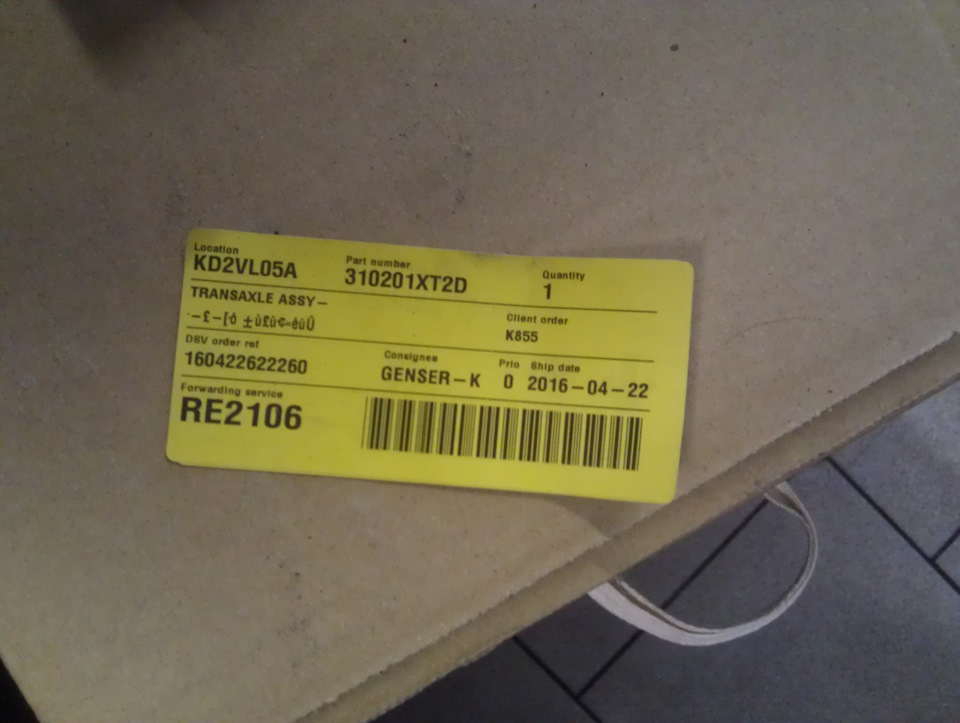 Location
KD2VL05A
Part number
310201XT2D
Quantity
1
TRANSAXLE ASSY-
Client order
K855
DSV order ref
160422622260
Consignee
GENSER-K
Prio
0
Ship date
2016-04-22
Forwarding service
RE2106